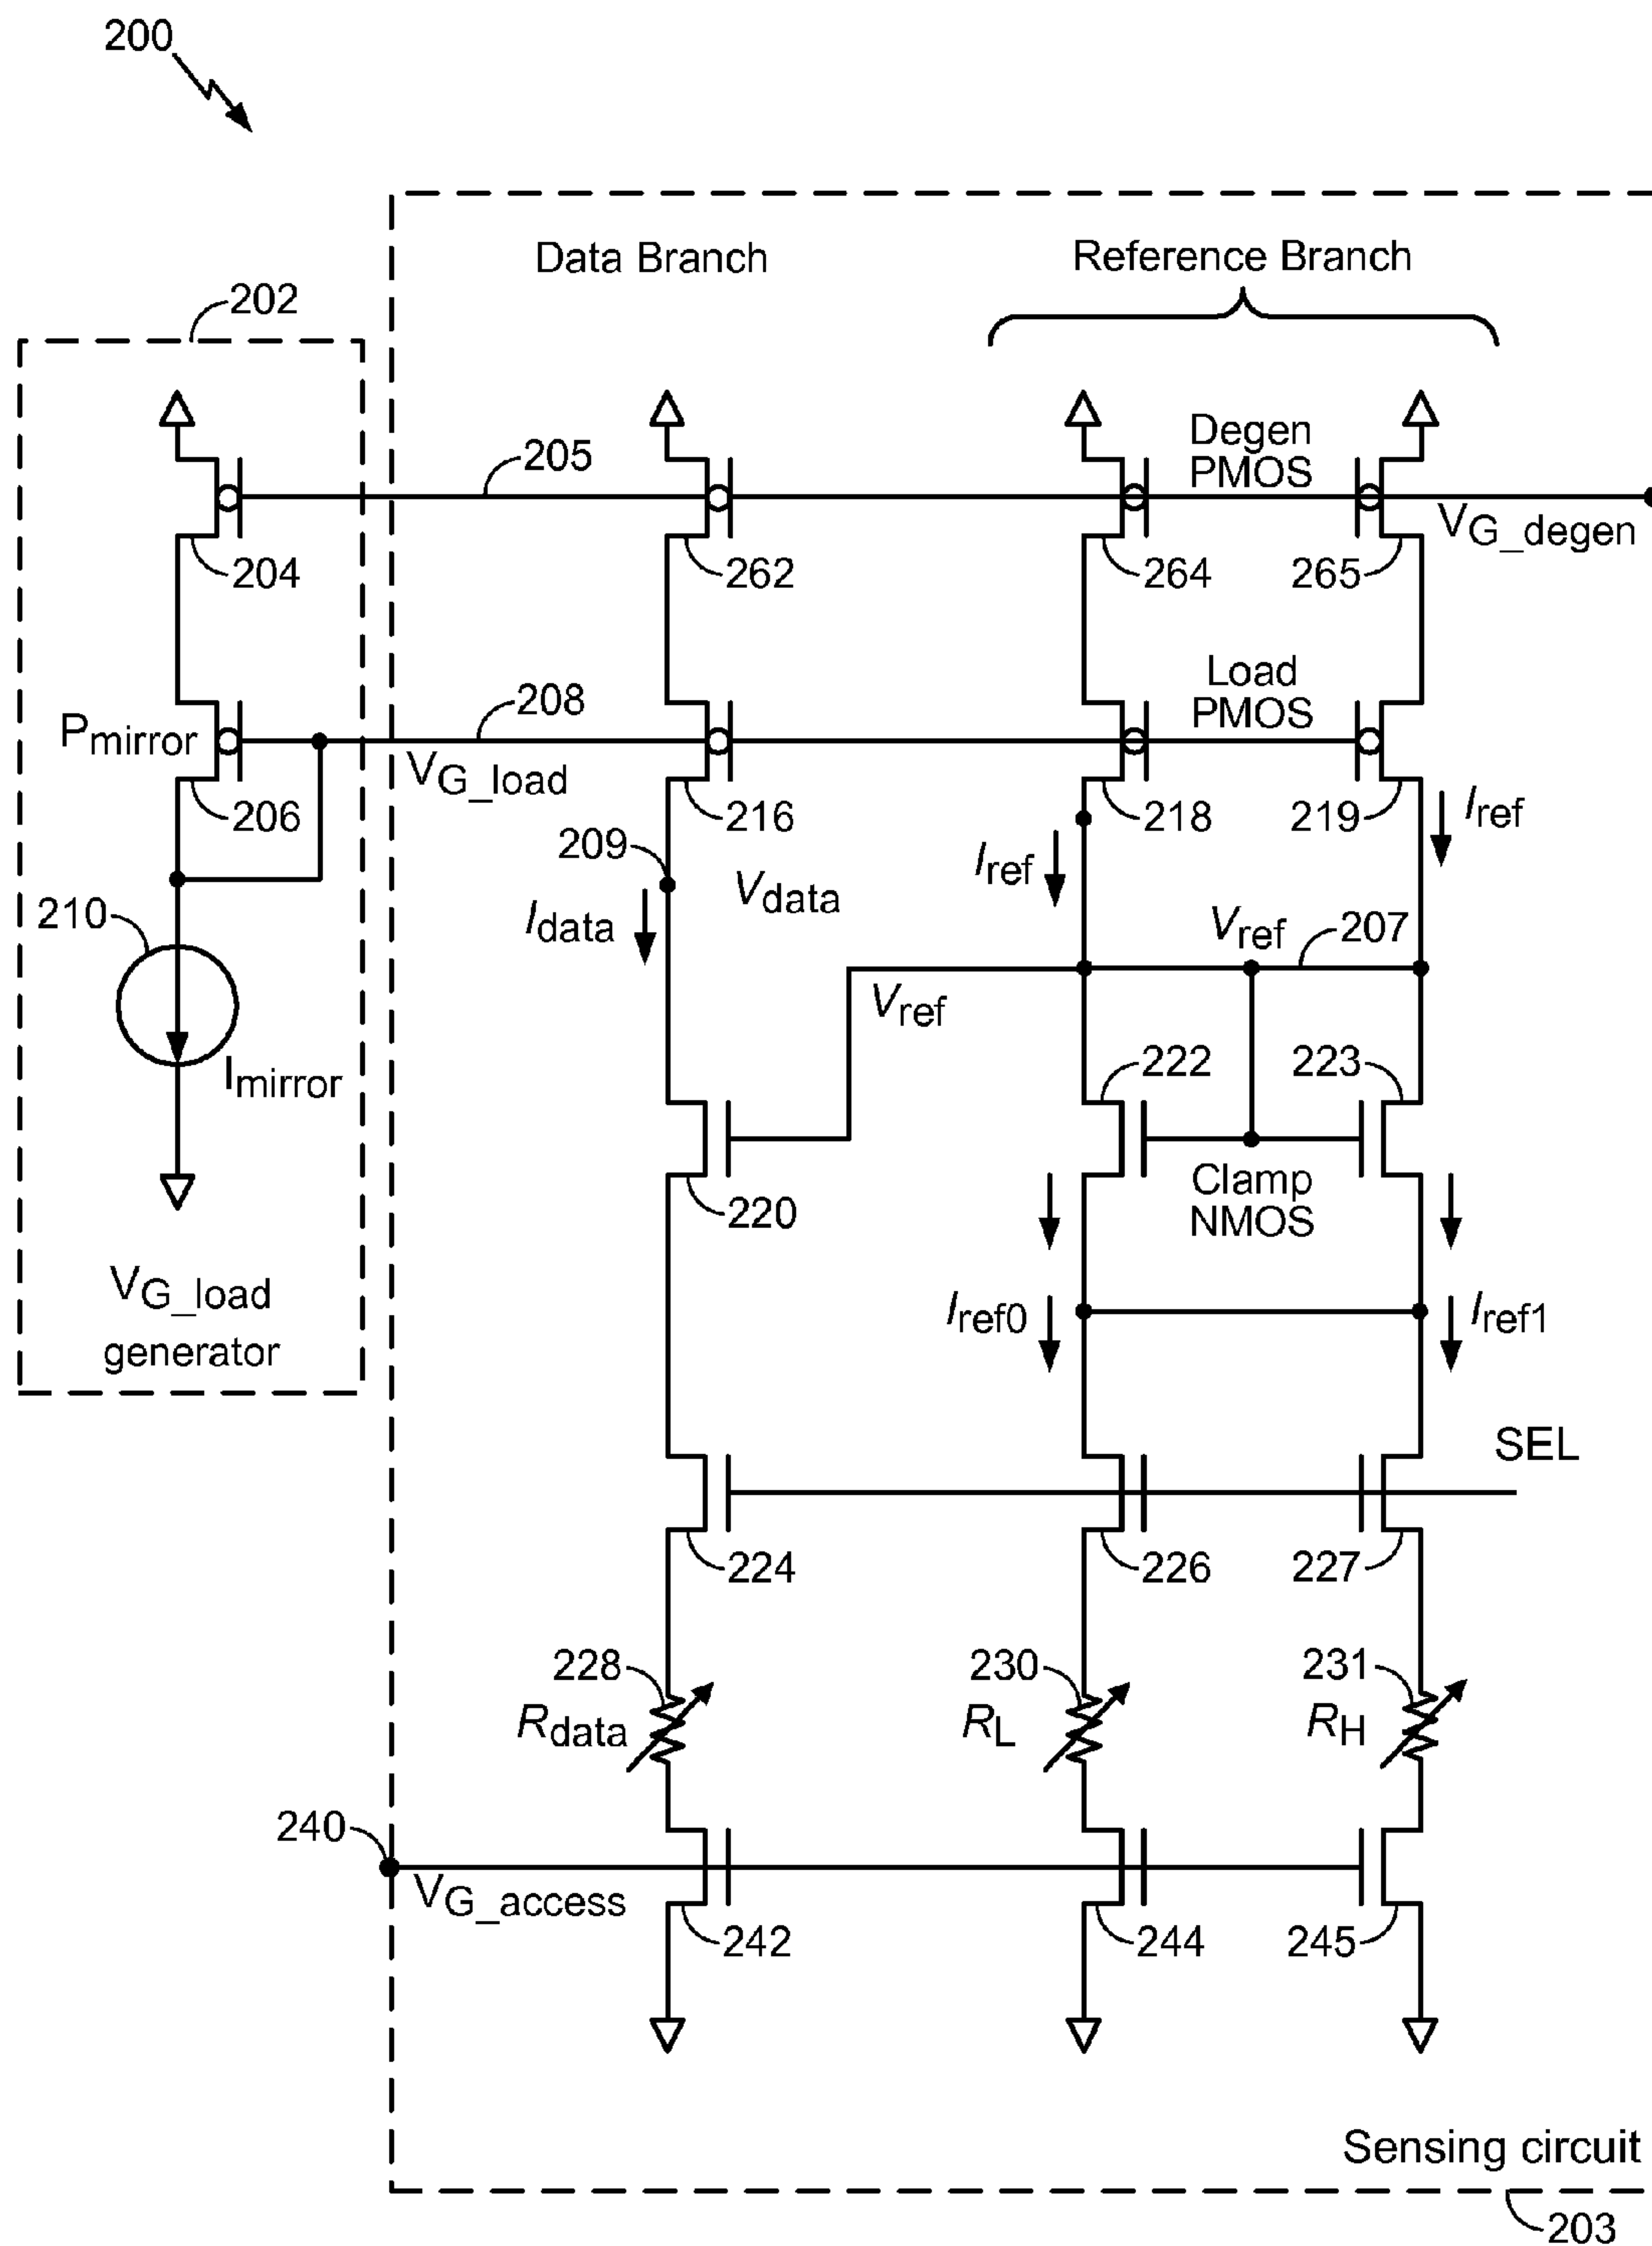 200
Data Branch
Reference Branch
202
205
Degen
PMOS
VG_degen
204
262
264
265
208
Load
PMOS
Pmirror
VG_load
206
216
218
219
Iref
209
Iref
Vdata
210
Idata
Vref
207
Vref
Imirror
222
223
Clamp
NMOS
220
VG_load
generator
Iref0
Iref1
SEL
224
226
227
228
230
231
Rdata
RL
RH
240
VG_access
242
244
245
Sensing circuit
203